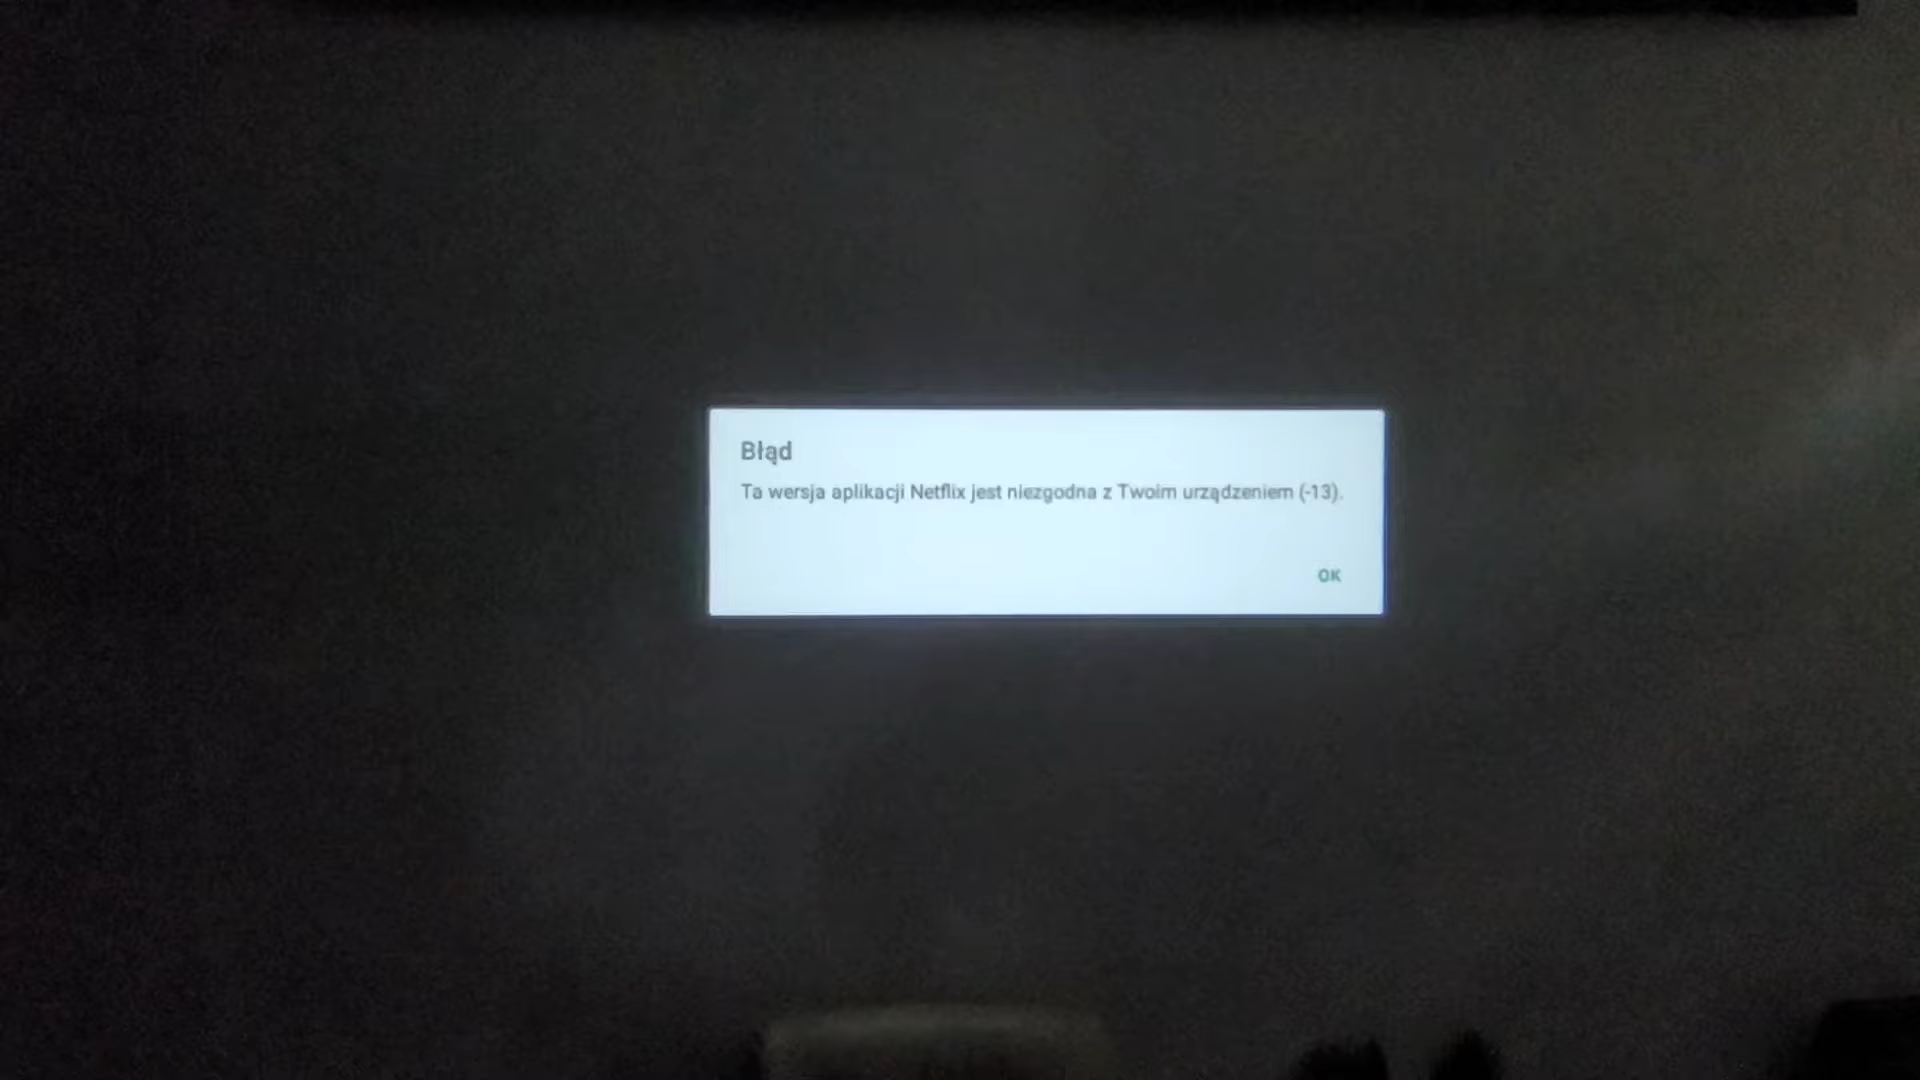 Błąd
Ta wersja aplikacji Netflix jest niezgodna z Twoim urządzeniem (-13).
OK